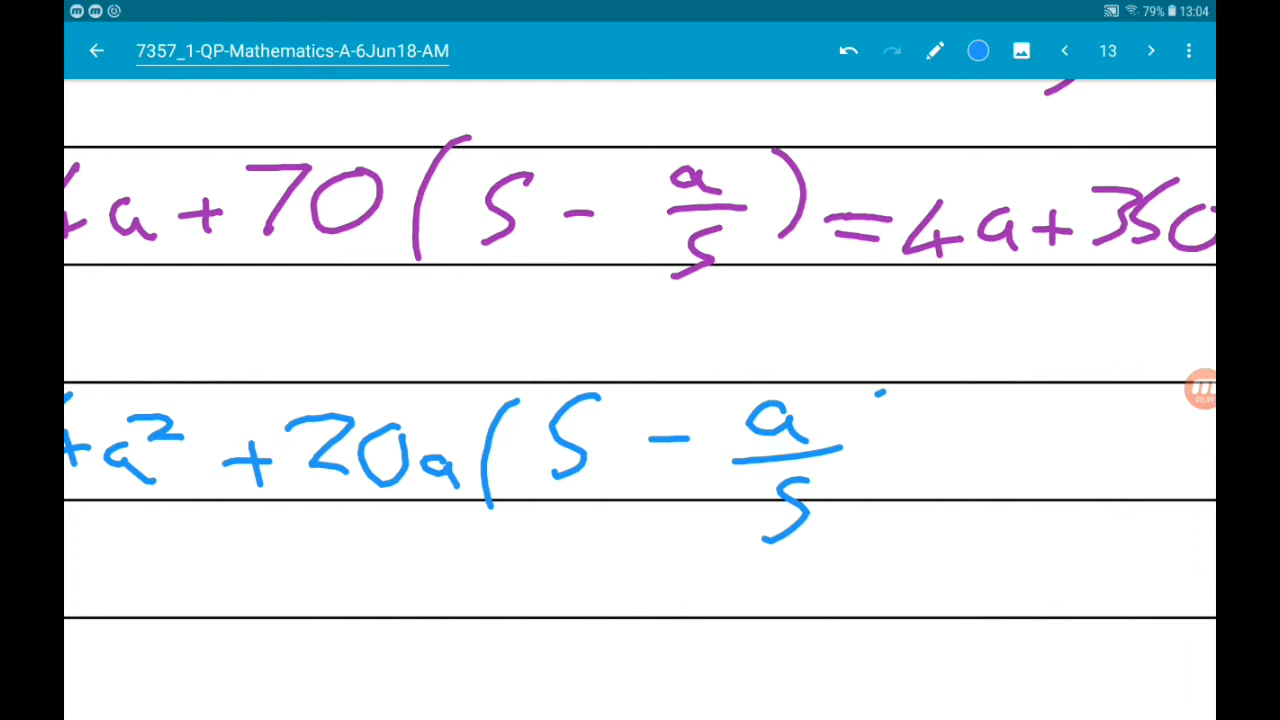 79% 13:04
7357_1-QP-Mathematics-A-6Jun18-AM 13
4a + 70 ( 5 - a/5 ) = 4a + 350
4a² + 20a ( 5 - a/5